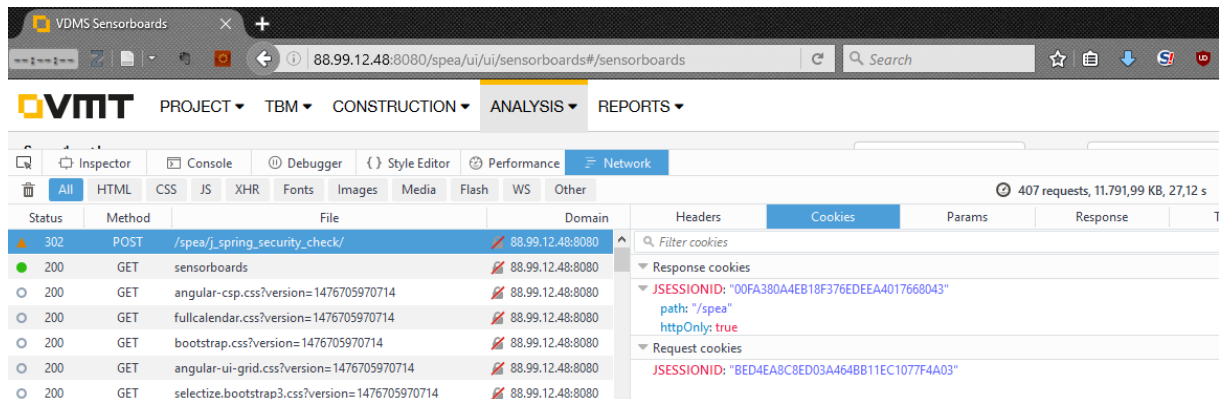 VDMS Sensorboards
--:--:--
88.99.12.48:8080/spea/ui/ui/sensorboards#/sensorboards
Search
VMT PROJECT TBM CONSTRUCTION ANALYSIS REPORTS
Inspector Console Debugger {} Style Editor Performance Network
All HTML CSS JS XHR Fonts Images Media Flash WS Other 407 requests, 11.791,99 KB, 27,12 s
Status Method File Domain Headers Cookies Params Response
302 POST /spea/j_spring_security_check/ 88.99.12.48:8080 Filter cookies
200 GET sensorboards 88.99.12.48:8080 Response cookies
200 GET angular-csp.css?version=1476705970714 88.99.12.48:8080 JSESSIONID: "00FA380A4EB18F376EDEEA4017668043"
path: "/spea"
200 GET fullcalendar.css?version=1476705970714 88.99.12.48:8080 httpOnly: true
200 GET bootstrap.css?version=1476705970714 88.99.12.48:8080 Request cookies
200 GET angular-ui-grid.css?version=1476705970714 88.99.12.48:8080 JSESSIONID: "BED4EA8C8ED03A464BB11EC1077F4A03"
200 GET selectize.bootstrap3.css?version=1476705970714 88.99.12.48:8080